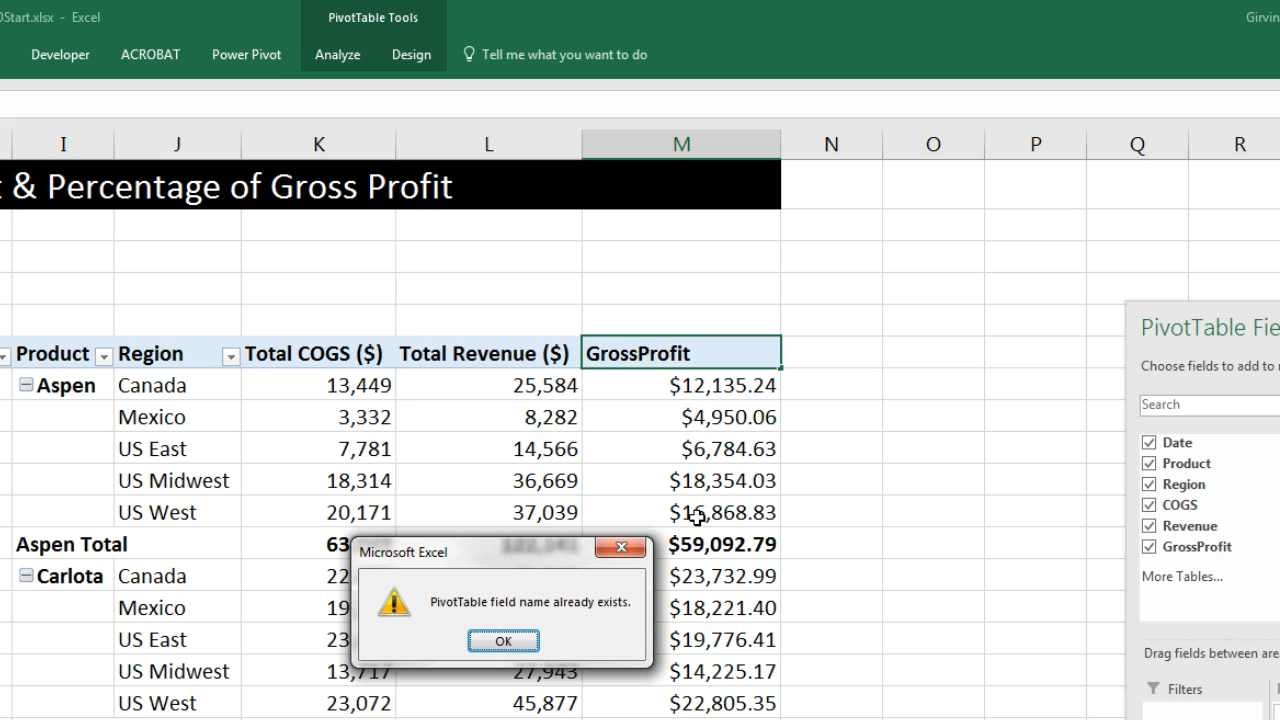 0Start.xlsx - Excel
PivotTable Tools
Girvin
Developer
ACROBAT
Power Pivot
Analyze
Design
Tell me what you want to do
I J K L M N O P Q R
t & Percentage of Gross Profit
Product Region Total COGS ($) Total Revenue ($) GrossProfit
Aspen Canada 13,449 25,584 $12,135.24
Mexico 3,332 8,282 $4,950.06
US East 7,781 14,566 $6,784.63
US Midwest 18,314 36,669 $18,354.03
US West 20,171 37,039 $16,868.83
Aspen Total 63 $59,092.79
Carlota Canada 22 $23,732.99
Mexico 19 $18,221.40
US East 23 $19,776.41
US Midwest 13,717 27,943 $14,225.17
US West 23,072 45,877 $22,805.35
Microsoft Excel
PivotTable field name already exists.
OK
PivotTable Fie
Choose fields to add to
Search
Date
Product
Region
COGS
Revenue
GrossProfit
More Tables...
Drag fields between are
Filters